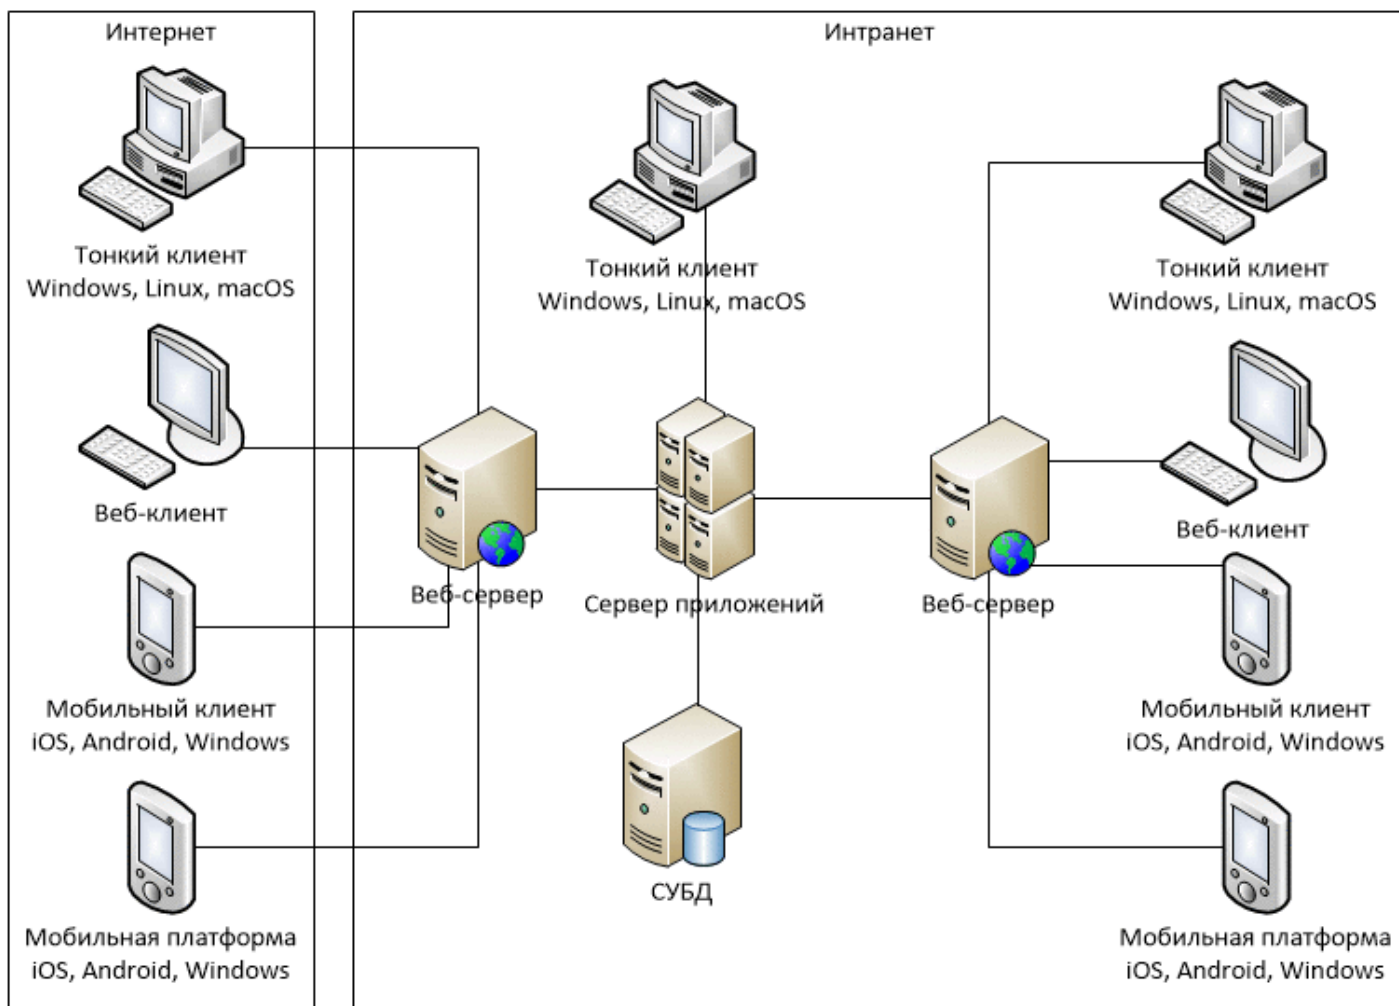 Интернет
Интранет
Тонкий клиент
Windows, Linux, macOS
Тонкий клиент
Windows, Linux, macOS
Тонкий клиент
Windows, Linux, macOS
Веб-клиент
Веб-клиент
Веб-сервер
Сервер приложений
Веб-сервер
Мобильный клиент
iOS, Android, Windows
Мобильный клиент
iOS, Android, Windows
СУБД
Мобильная платформа
iOS, Android, Windows
Мобильная платформа
iOS, Android, Windows